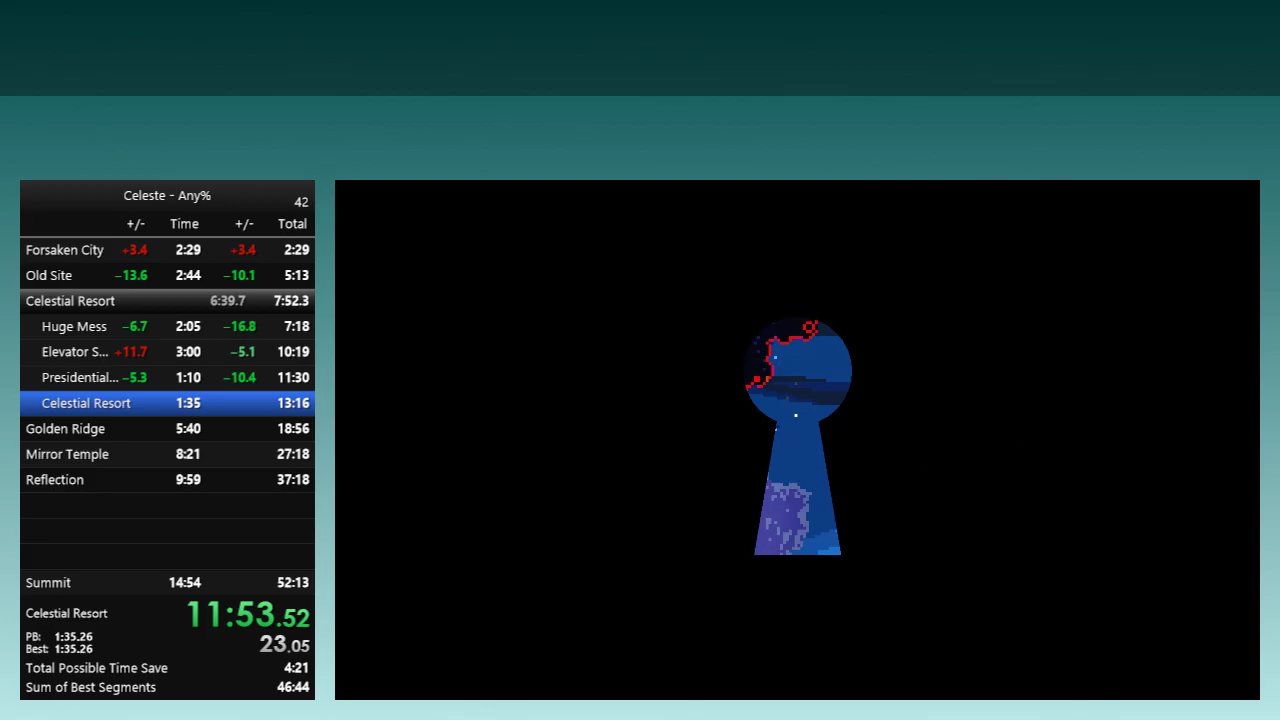 Celeste - Any%
42
+/- Time +/- Total
Forsaken City +3.4 2:29 +3.4 2:29
Old Site −13.6 2:44 −10.1 5:13
Celestial Resort 6:39.7 7:52.3
Huge Mess −6.7 2:05 −16.8 7:18
Elevator S... +11.7 3:00 −5.1 10:19
Presidential... −5.3 1:10 −10.4 11:30
Celestial Resort 1:35 13:16
Golden Ridge 5:40 18:56
Mirror Temple 8:21 27:18
Reflection 9:59 37:18
Summit 14:54 52:13
Celestial Resort 11:53.52
PB: 1:35.26
Best: 1:35.26
23.05
Total Possible Time Save 4:21
Sum of Best Segments 46:44